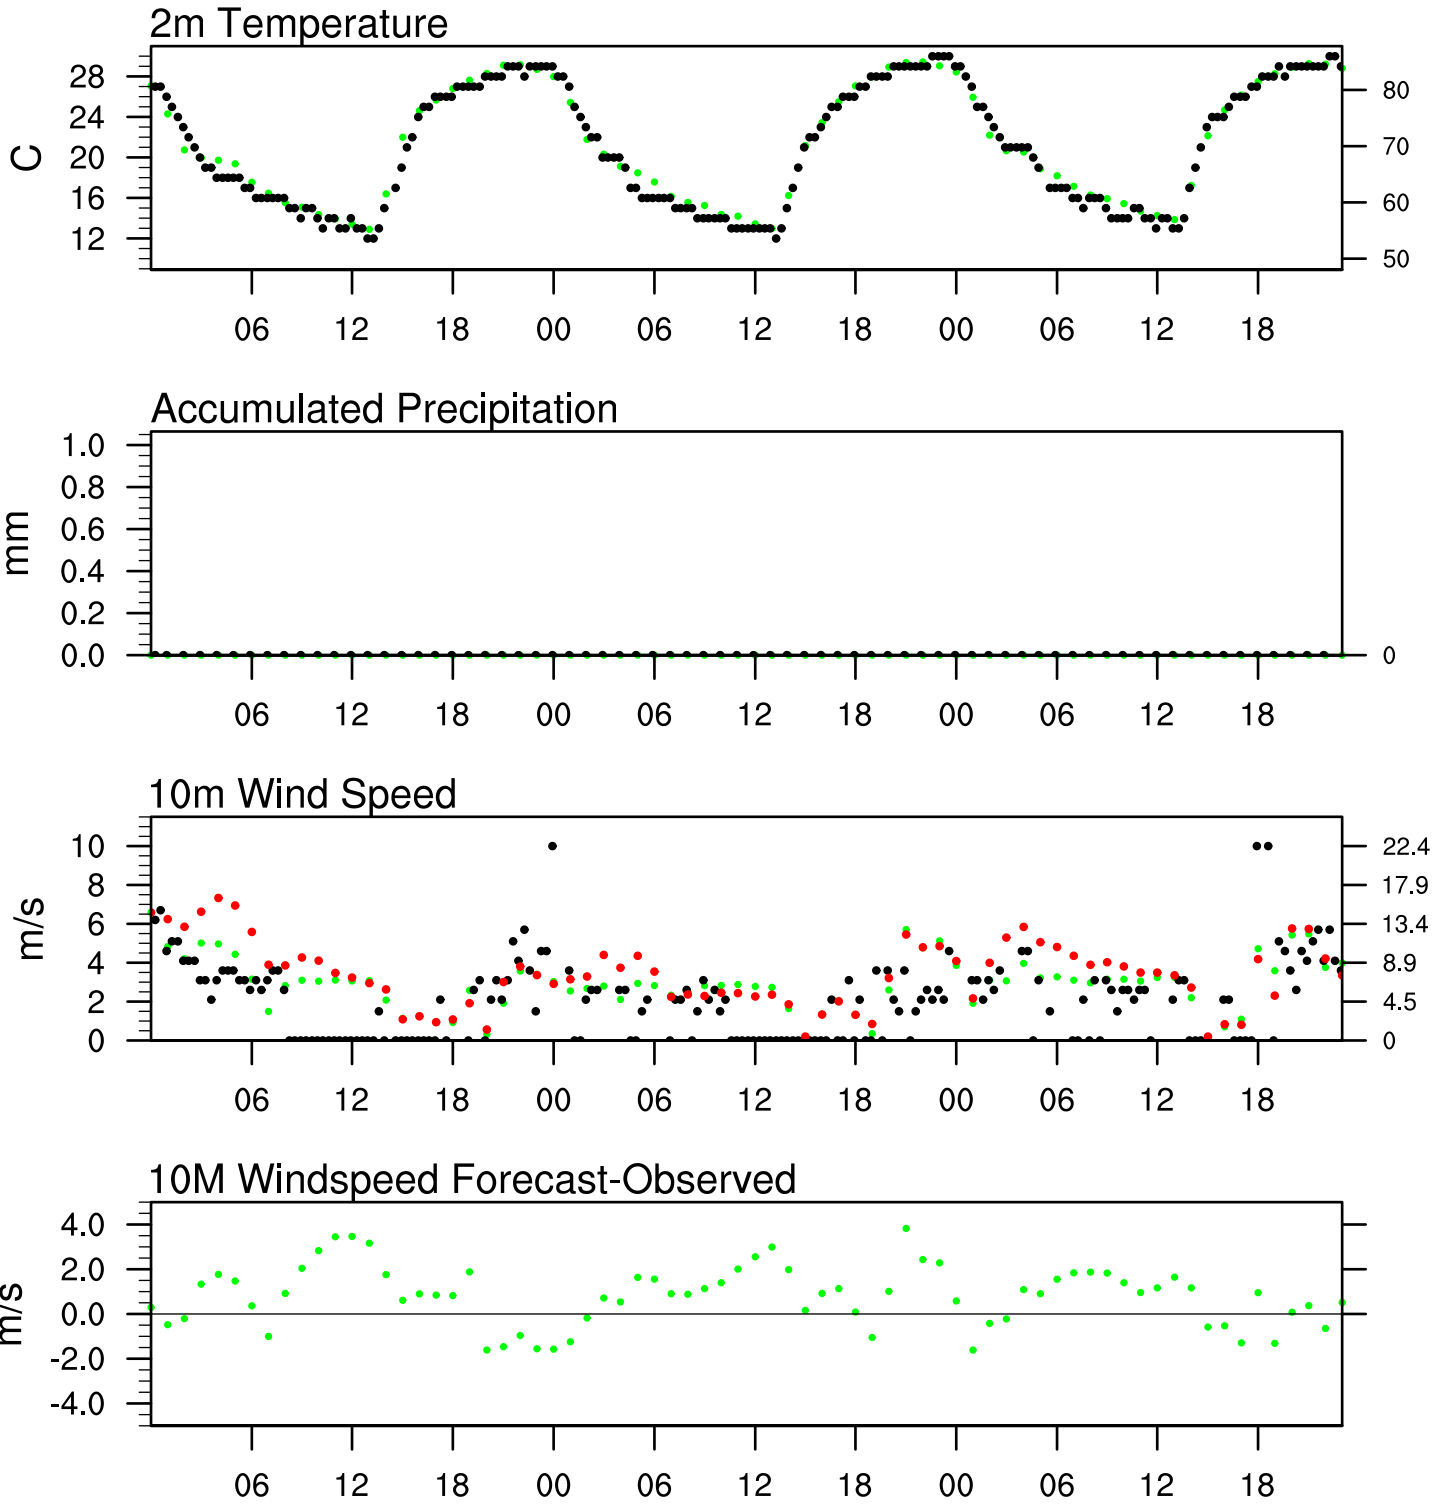 2m Temperature
28
24
20
16
12
C
80
70
60
50
06 12 18 00 06 12 18 00 06 12 18
Accumulated Precipitation
1.0
0.8
0.6
0.4
0.2
0.0
mm
0
06 12 18 00 06 12 18 00 06 12 18
10m Wind Speed
10
8
6
4
2
0
m/s
22.4
17.9
13.4
8.9
4.5
0
06 12 18 00 06 12 18 00 06 12 18
10M Windspeed Forecast-Observed
4.0
2.0
0.0
-2.0
-4.0
m/s
06 12 18 00 06 12 18 00 06 12 18